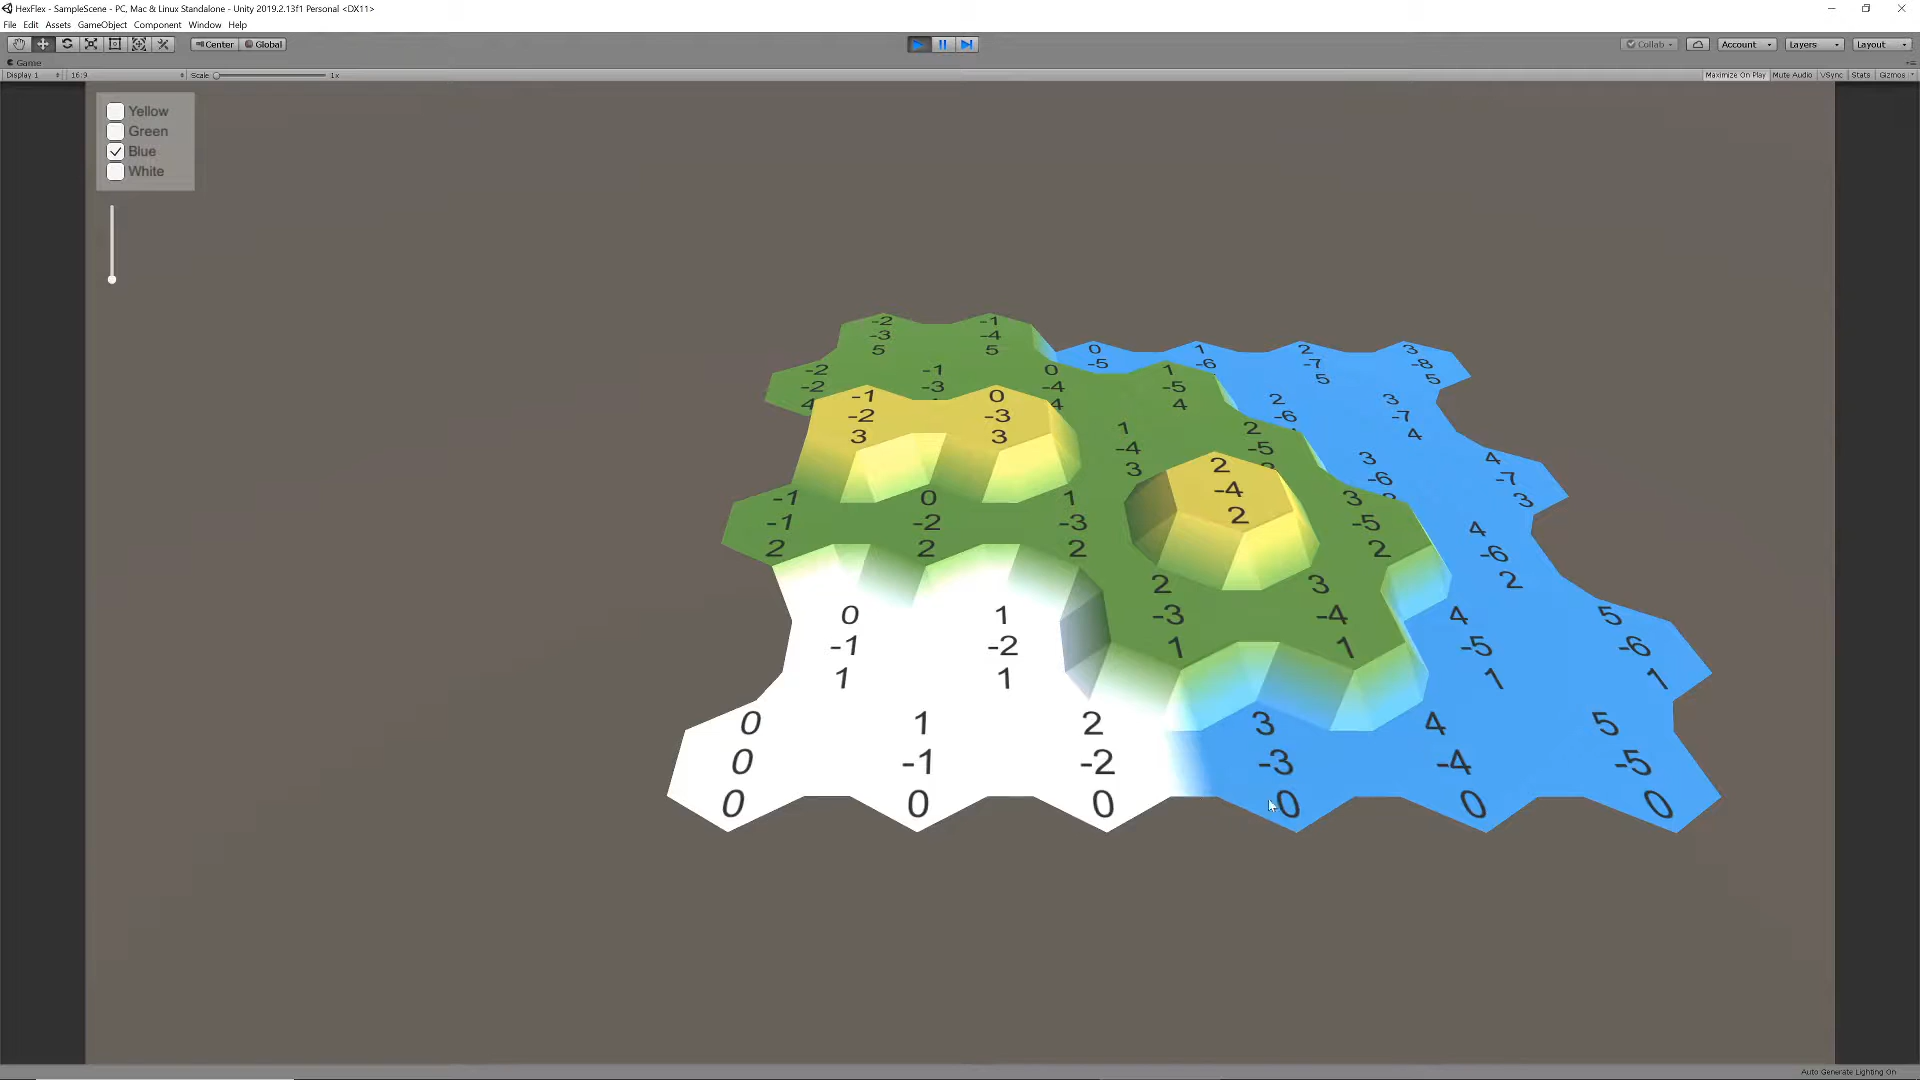 HexFlex - SampleScene - PC, Mac & Linux Standalone - Unity 2019.2.13f1 Personal <DX11>
File Edit Assets GameObject Component Window Help
Center Global Collab Account Layers Layout
Game
Display 1 16:9 Scale 1x Maximize On Play Mute Audio VSync Stats Gizmos
Yellow
Green
Blue
White
-2 -1
-3 -4
5 5
0 1 2 3
-5 -6 -7 -8
5 5
-2 -1 0 1
-2 -3 -4 -5
4 4 4
2 3
-6 -7
4
-1 0
-2 -3
3 3
1 2
-4 -5
3
3 4
-6 -7
3
2
-4
2
-1 0 1 3 4
-1 -2 -3 -5 -6
2 2 2 2 2
0 1 2 3 4 5
-1 -2 -3 -4 -5 -6
1 1 1 1 1 1
0 1 2 3 4 5
0 -1 -2 -3 -4 -5
0 0 0 0 0 0
Auto Generate Lighting On